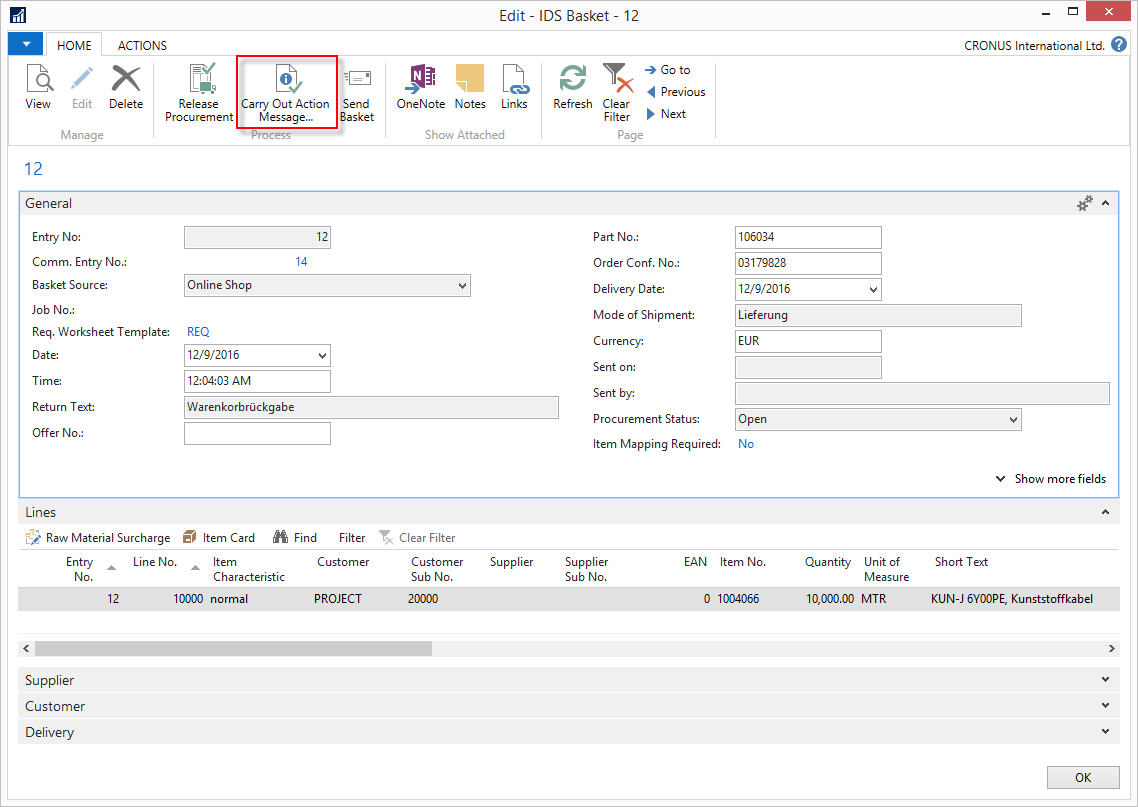 Edit - IDS Basket - 12
HOME ACTIONS CRONUS International Ltd. ?
View Edit Delete Release Procurement Carry Out Action Message... Send Basket OneNote Notes Links Refresh Clear Filter
Go to
Previous
Next
Manage Process Show Attached Page
12
General
Entry No: 12
Comm. Entry No.: 14
Basket Source: Online Shop
Job No.:
Req. Worksheet Template: REQ
Date: 12/9/2016
Time: 12:04:03 AM
Return Text: Warenkorbrückgabe
Offer No.:
Part No.: 106034
Order Conf. No.: 03179828
Delivery Date: 12/9/2016
Mode of Shipment: Lieferung
Currency: EUR
Sent on:
Sent by:
Procurement Status: Open
Item Mapping Required: No
Show more fields
Lines
Raw Material Surcharge Item Card Find Filter Clear Filter
Entry No. Line No. Item Characteristic Customer Customer Sub No. Supplier Supplier Sub No. EAN Item No. Quantity Unit of Measure Short Text
12 10000 normal PROJECT 20000 0 1004066 10,000.00 MTR KUN-J 6Y00PE, Kunststoffkabel
Supplier
Customer
Delivery
OK